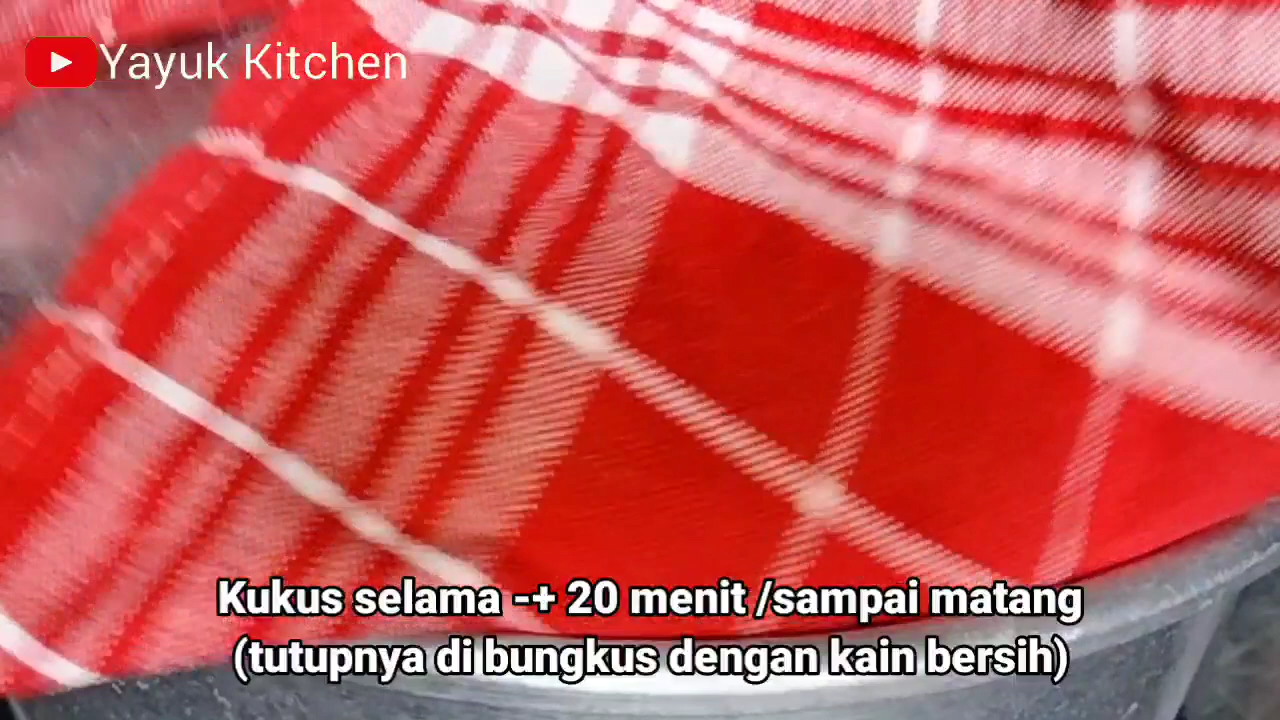 Yayuk Kitchen
Kukus selama -+ 20 menit /sampai matang
(tutupnya di bungkus dengan kain bersih)